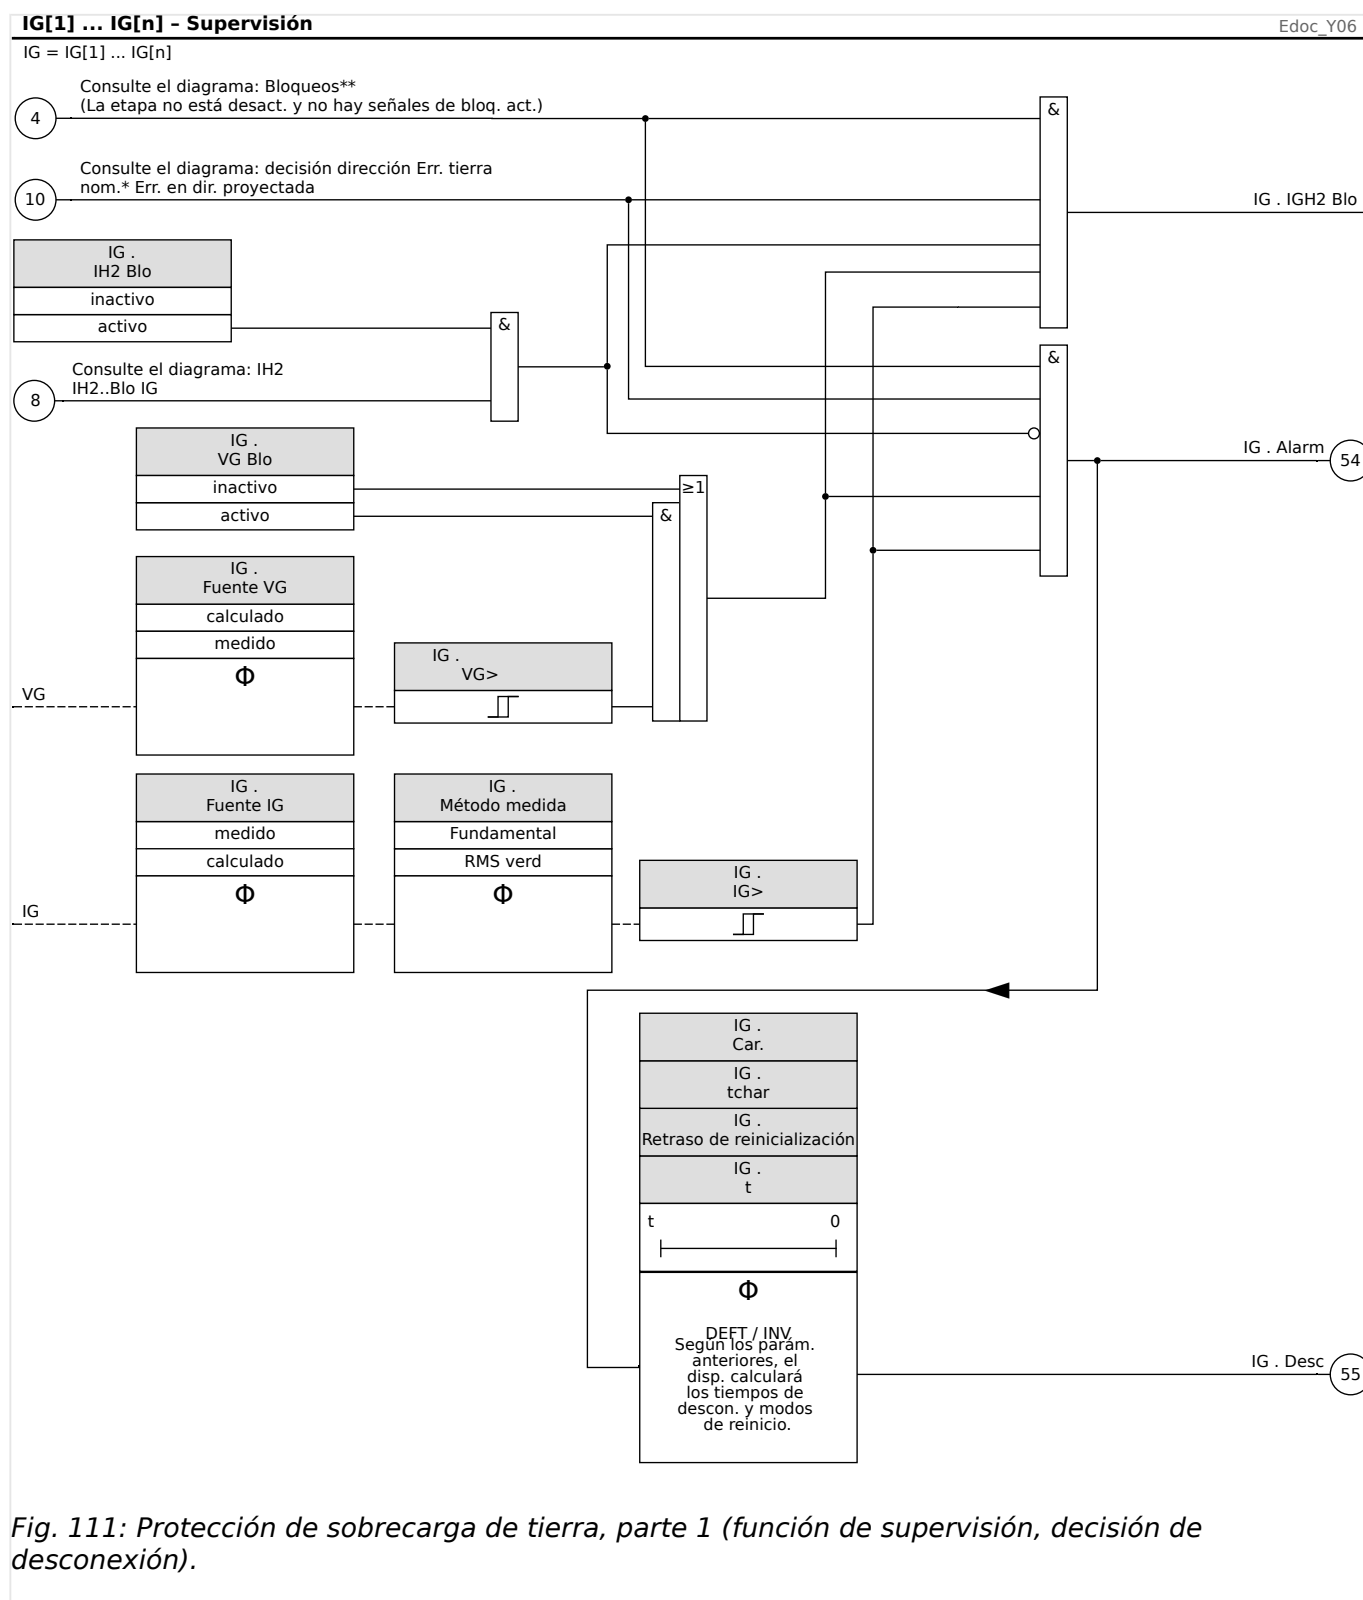 IG[1] ... IG[n] – Supervisión
Edoc_Y06
IG = IG[1] ... IG[n]
Consulte el diagrama: Bloqueos**
(La etapa no está desact. y no hay señales de bloq. act.)
4
&
Consulte el diagrama: decisión dirección Err. tierra
nom.* Err. en dir. proyectada
10
IG . IGH2 Blo
IG .
IH2 Blo
inactivo
activo
&
&
Consulte el diagrama: IH2
IH2..Blo IG
8
IG .
VG Blo
inactivo
activo
≥1
&
IG . Alarm
54
IG .
Fuente VG
calculado
medido
Φ
VG
IG .
VG>
IG .
Fuente IG
medido
calculado
Φ
IG
IG .
Método medida
Fundamental
RMS verd
Φ
IG .
IG>
IG .
Car.
IG .
tchar
IG .
Retraso de reinicialización
IG .
t
t
0
Φ
DEFT / INV
Según los parám.
anteriores, el
disp. calculará
los tiempos de
descon. y modos
de reinicio.
IG . Desc
55
Fig. 111: Protección de sobrecarga de tierra, parte 1 (función de supervisión, decisión de
desconexión).